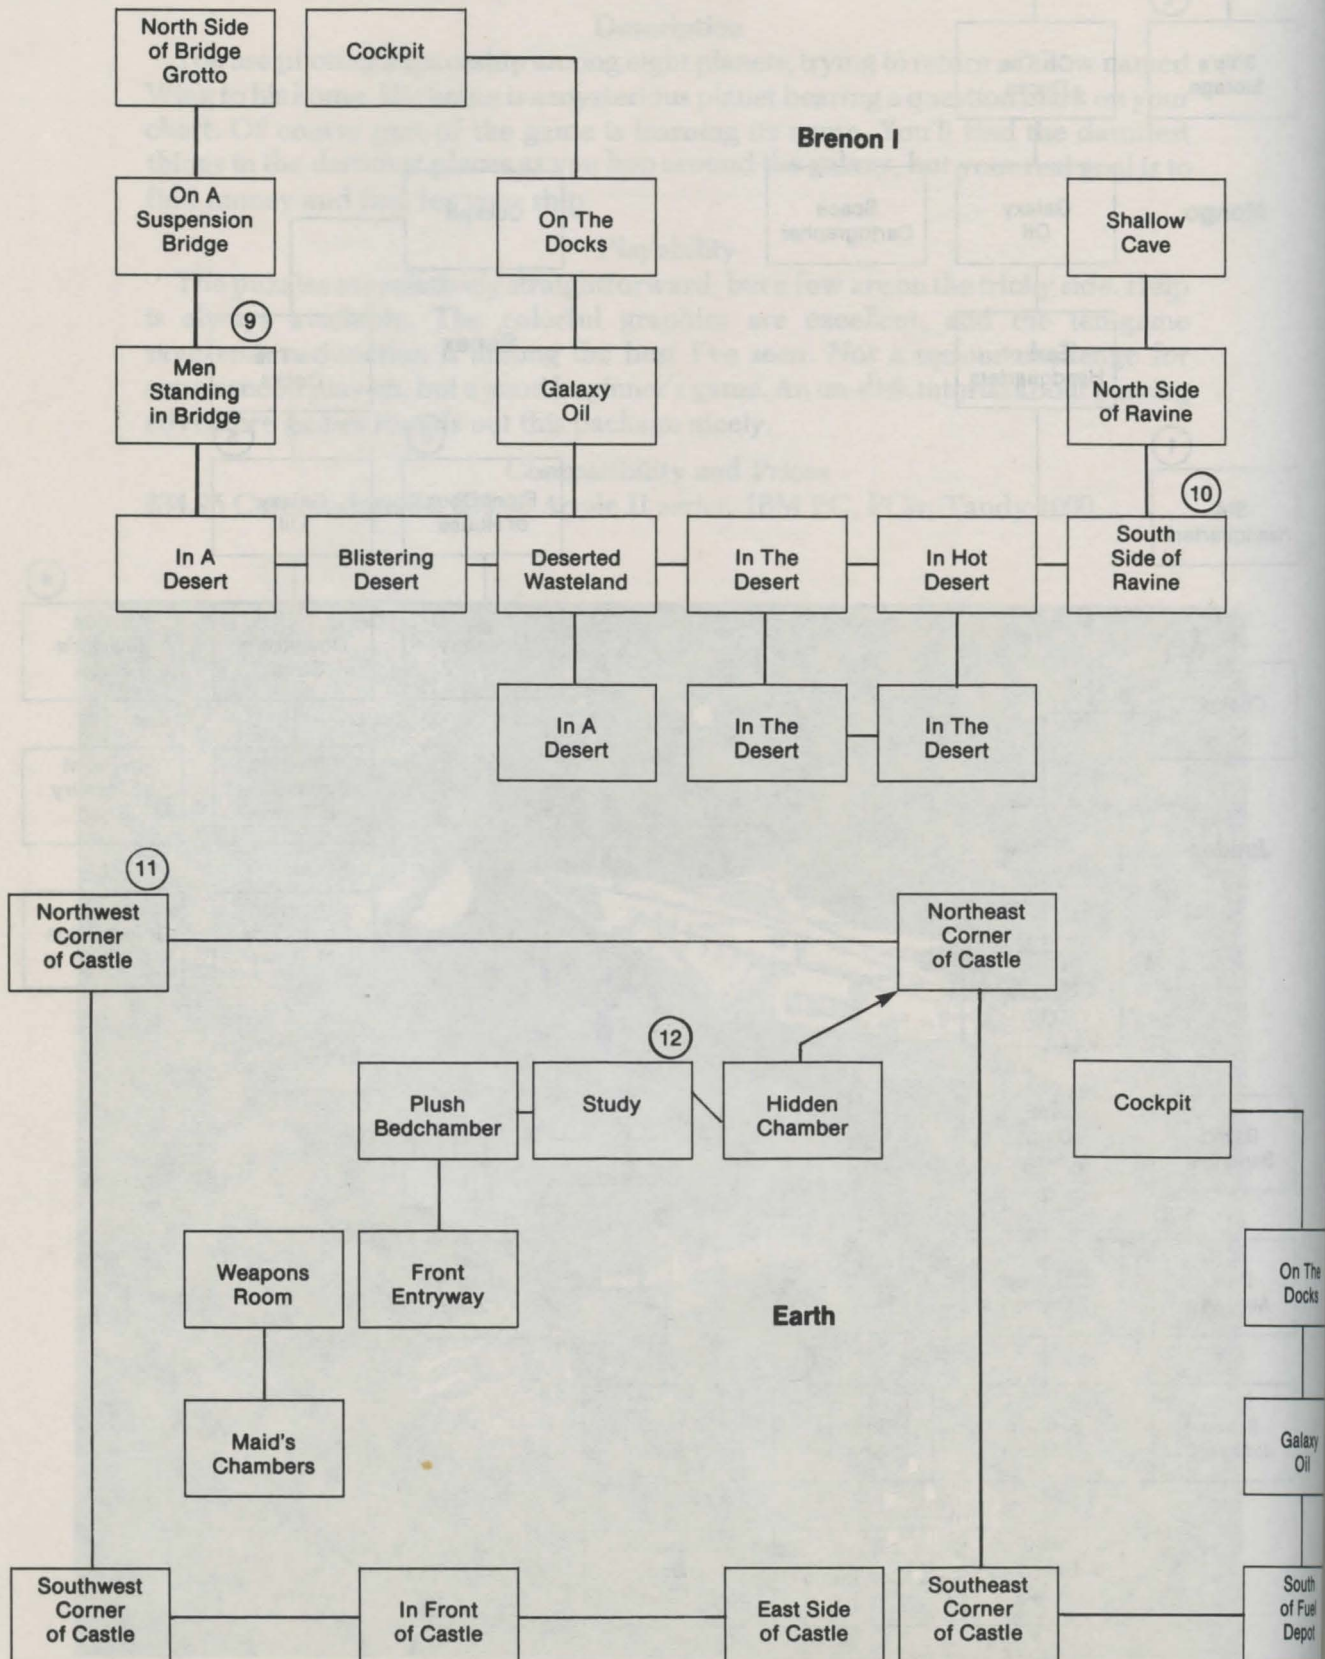 North Side
of Bridge
Grotto
Cockpit
Brenon I
On A
Suspension
Bridge
On The
Docks
Shallow
Cave
9
Men
Standing
in Bridge
Galaxy
Oil
North Side
of Ravine
10
In A
Desert
Blistering
Desert
Deserted
Wasteland
In The
Desert
In Hot
Desert
South
Side of
Ravine
In A
Desert
In The
Desert
In The
Desert
11
Northwest
Corner
of Castle
Northeast
Corner
of Castle
12
Plush
Bedchamber
Study
Hidden
Chamber
Cockpit
Weapons
Room
Front
Entryway
Earth
On The
Docks
Maid's
Chambers
Galaxy
Oil
Southwest
Corner
of Castle
In Front
of Castle
East Side
of Castle
Southeast
Corner
of Castle
South
of Fuel
Depot